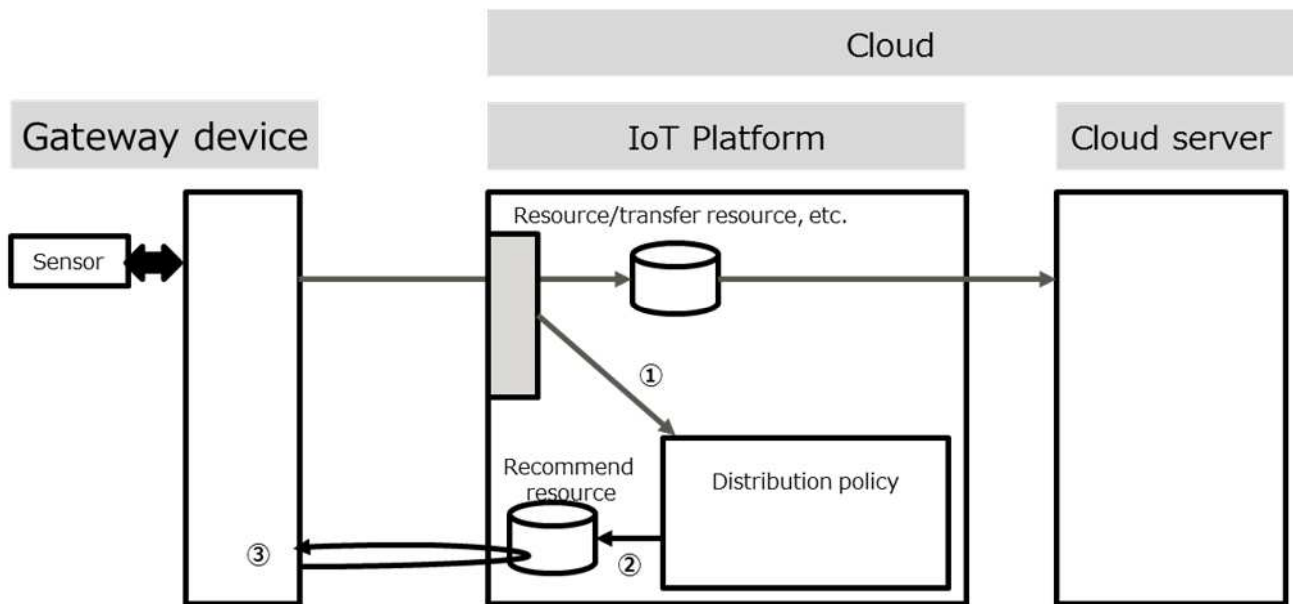 Cloud
Gateway device
IoT Platform
Cloud server
Resource/transfer resource, etc.
Sensor
①
Recommend
resource
Distribution policy
③
②